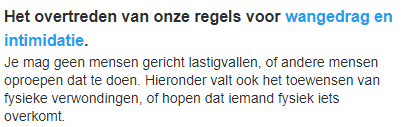 Het overtreden van onze regels voor wangedrag en
intimidatie.
Je mag geen mensen gericht lastigvallen, of andere mensen
oproepen dat te doen. Hieronder valt ook het toewensen van
fysieke verwondingen, of hopen dat iemand fysiek iets
overkomt.